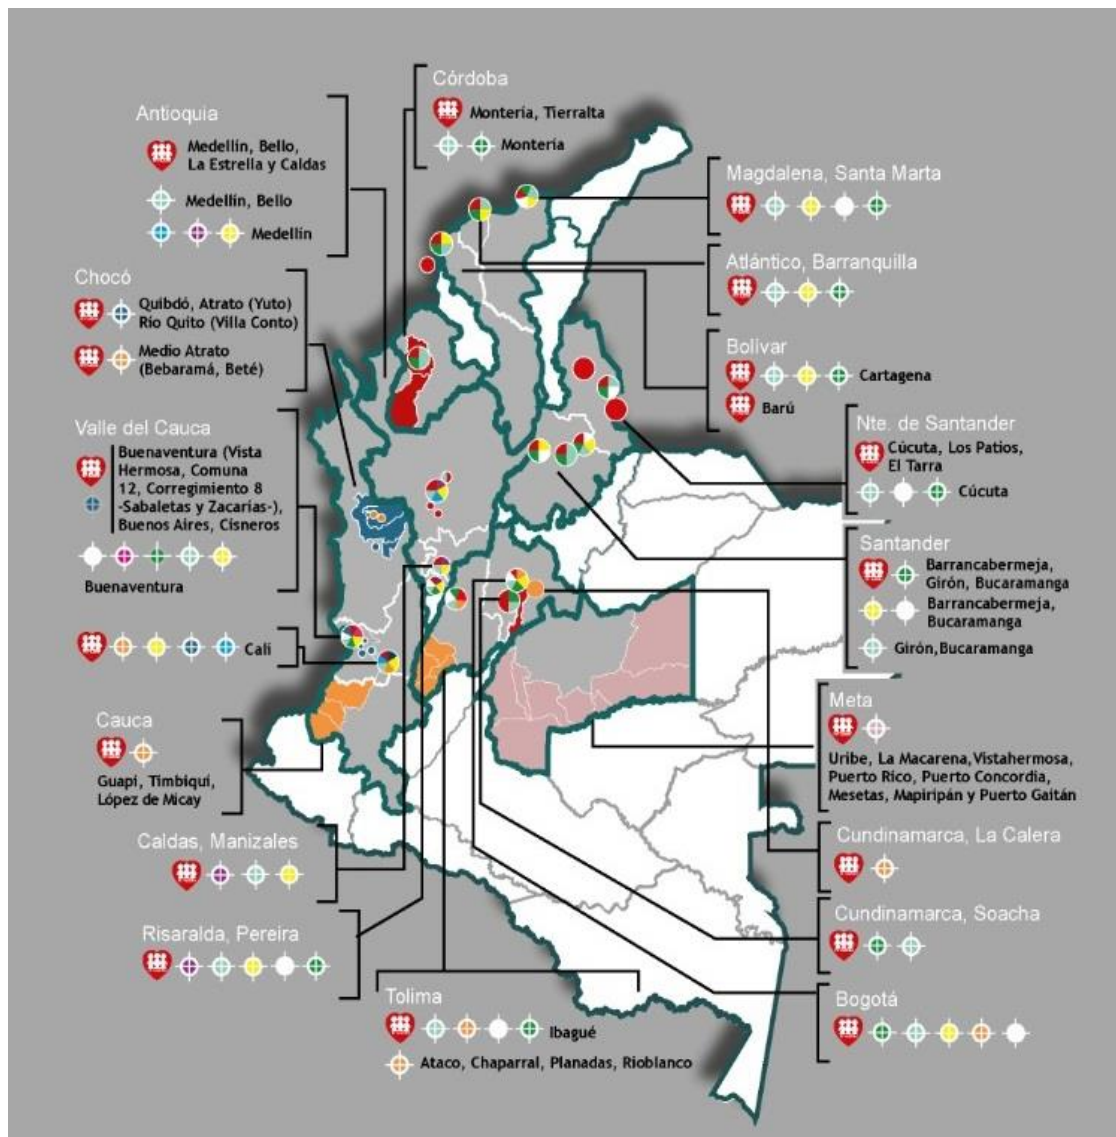 Antioquia
Medellín, Bello,
La Estrella y Caldas
Medellín, Bello
Medellín
Chocó
Quibdó, Atrato (Yuto)
Río Quito (Villa Conto)
Medio Atrato
(Bebaramá, Beté)
Valle del Cauca
Buenaventura (Vista
Hermosa, Comuna
12, Corregimiento 8
-Sabaletas y Zacarías-),
Buenos Aires, Cisneros
Buenaventura
Cali
Cauca
Guapi, Timbiquí,
López de Micay
Caldas, Manizales
Risaralda, Pereira
Tolima
Ibagué
Ataco, Chaparral, Planadas, Rioblanco
Córdoba
Montería, Tierralta
Montería
Magdalena, Santa Marta
Atlántico, Barranquilla
Bolívar
Cartagena
Barú
Nte. de Santander
Cúcuta, Los Patios,
El Tarra
Cúcuta
Santander
Barrancabermeja,
Girón, Bucaramanga
Barrancabermeja,
Bucaramanga
Girón,Bucaramanga
Meta
Uribe, La Macarena,Vistahermosa,
Puerto Rico, Puerto Concordia,
Mesetas, Mapiripán y Puerto Gaitán
Cundinamarca, La Calera
Cundinamarca, Soacha
Bogotá